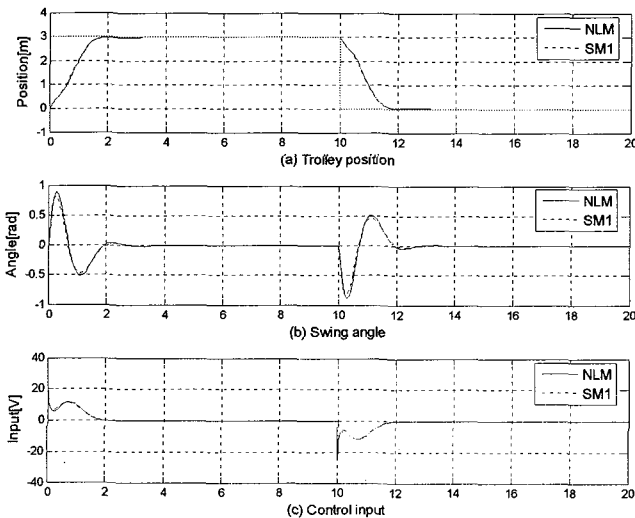 4
3
2
1
0
-1
Position[m]
NLM
SM1
0 2 4 6 8 10 12 14 16 18 20
(a) Trolley position
1
0.5
0
-0.5
-1
Angle[rad]
NLM
SM1
0 2 4 6 8 10 12 14 16 18 20
(b) Swing angle
40
20
0
-20
-40
Input[V]
NLM
SM1
0 2 4 6 8 10 12 14 16 18 20
(c) Control input